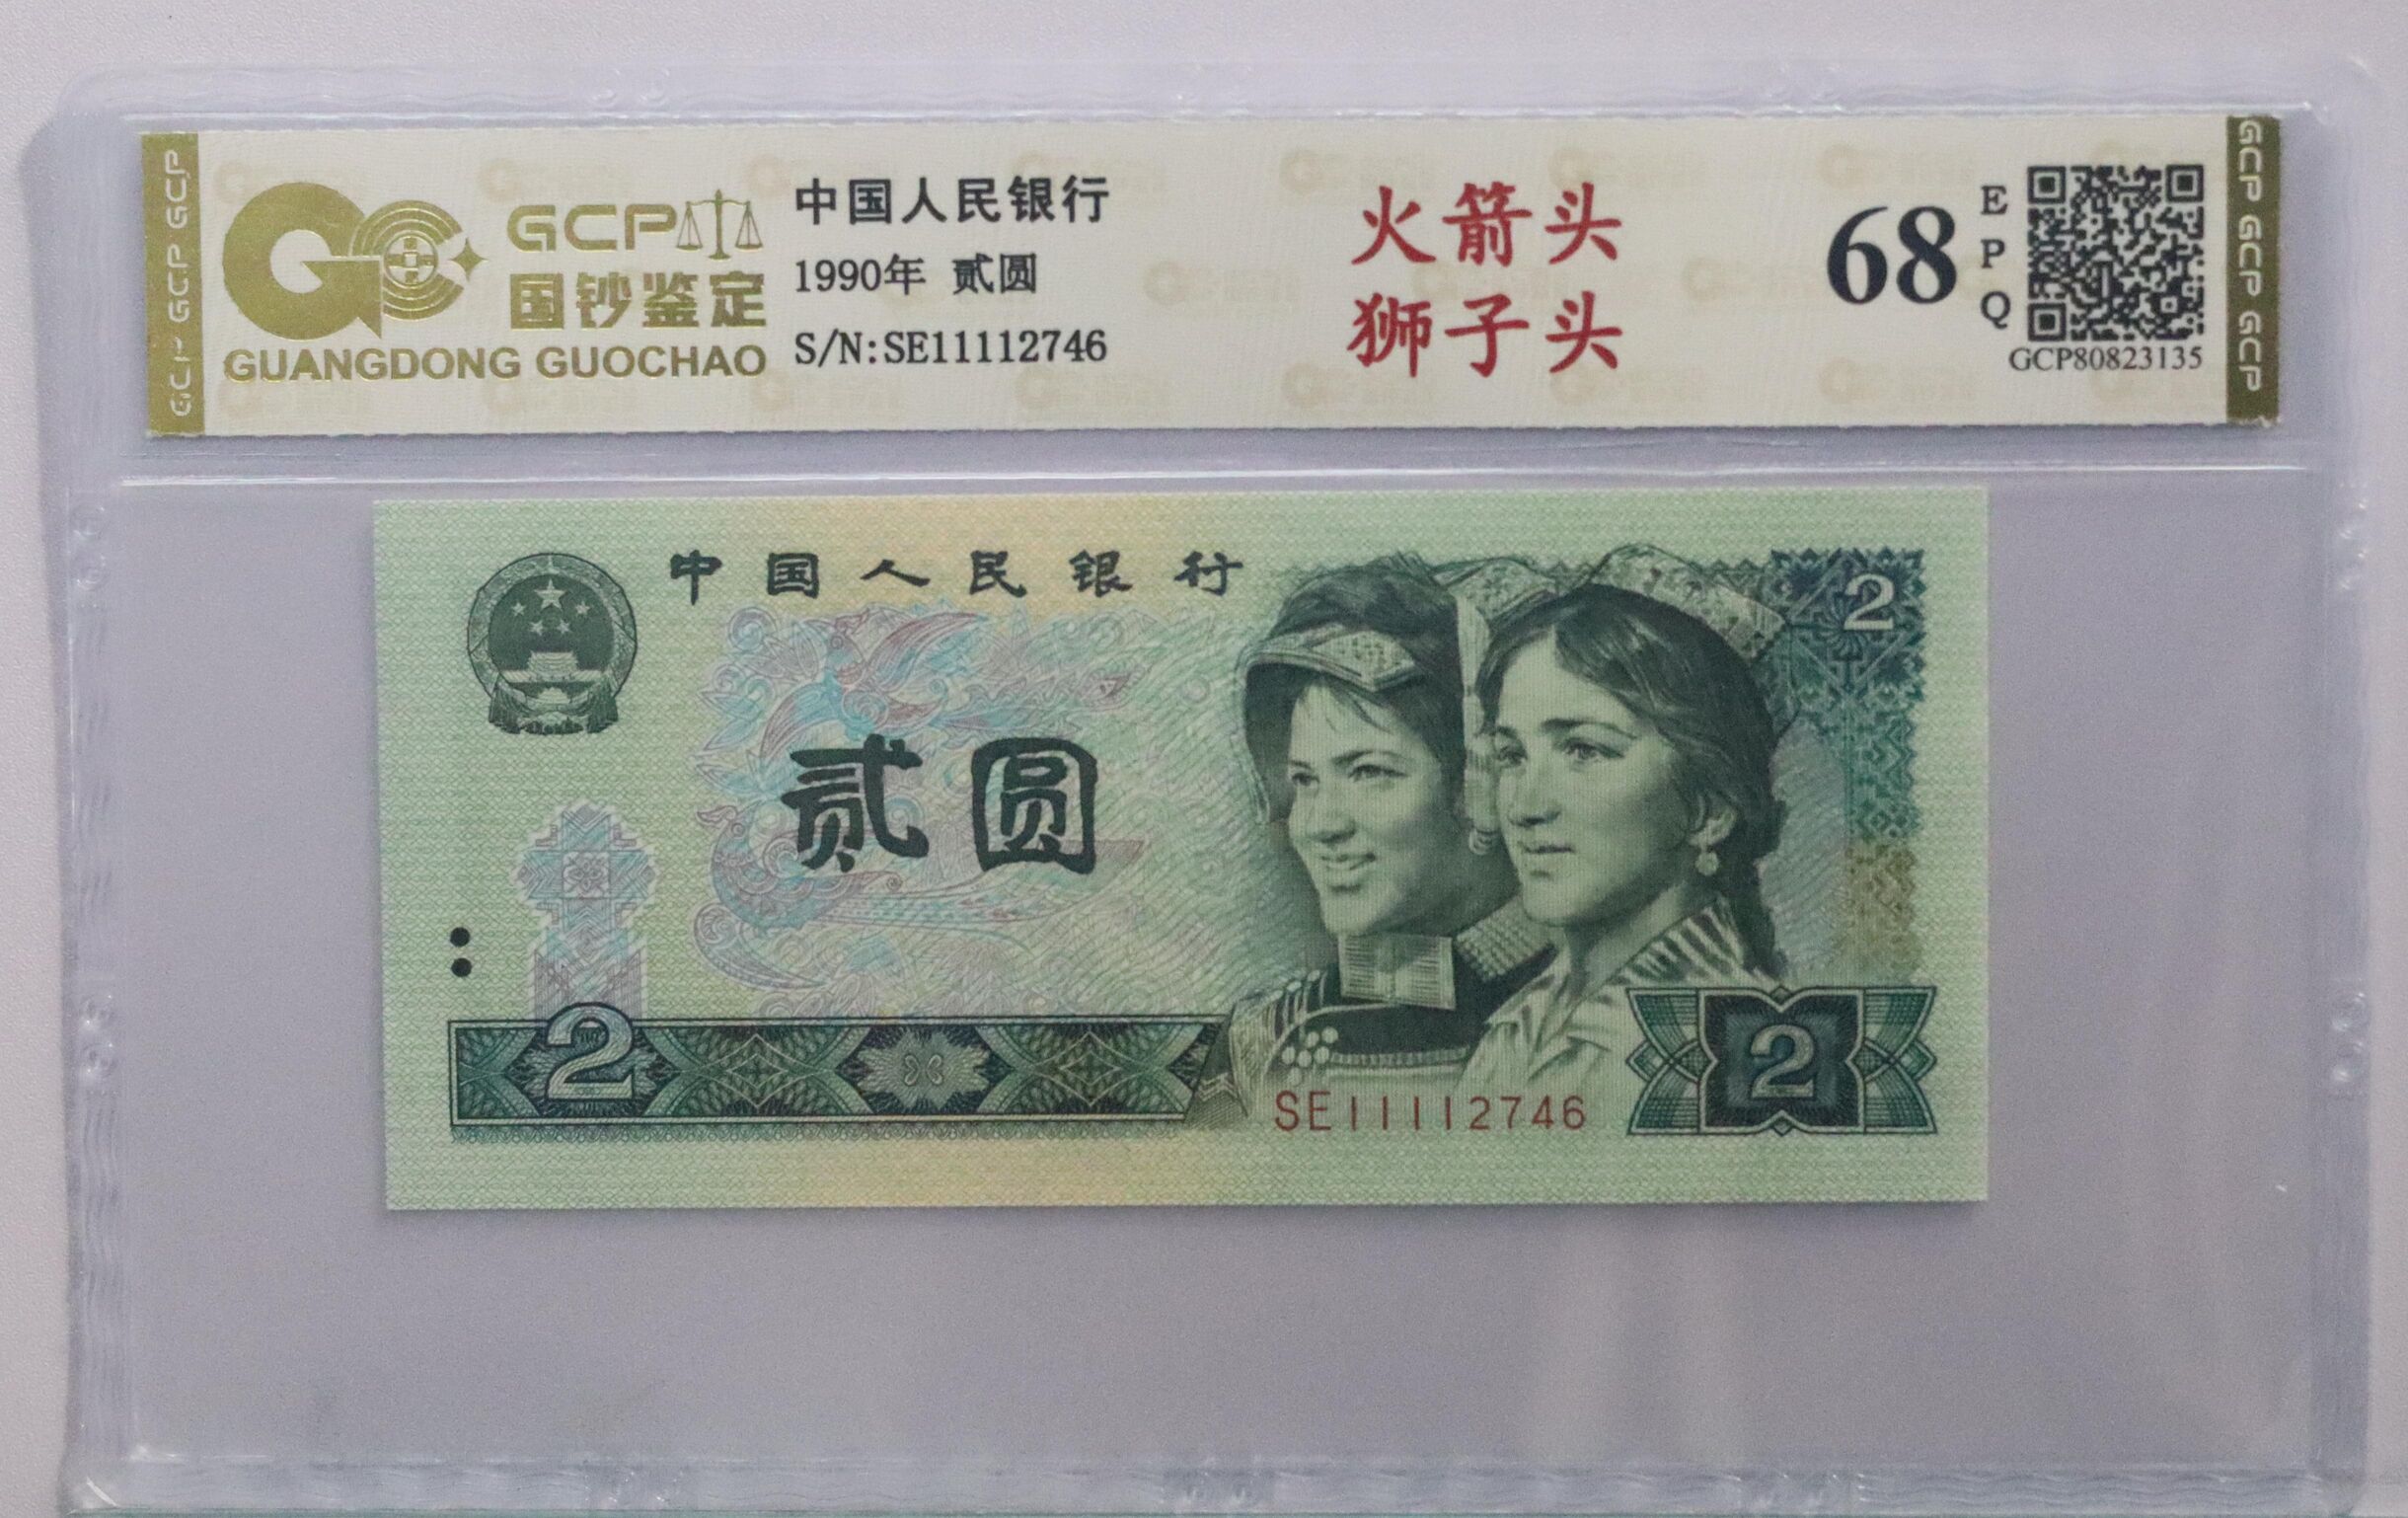 GCP GCP GCP
GCP
国钞鉴定
GUANGDONG GUOCHAO
中国人民银行
1990年 贰圆
S/N:SE11112746
火箭头
狮子头
68
EPQ
GCP80823135
GCP GCP GCP
中国人民银行
2
贰圆
2
2
SE11112746